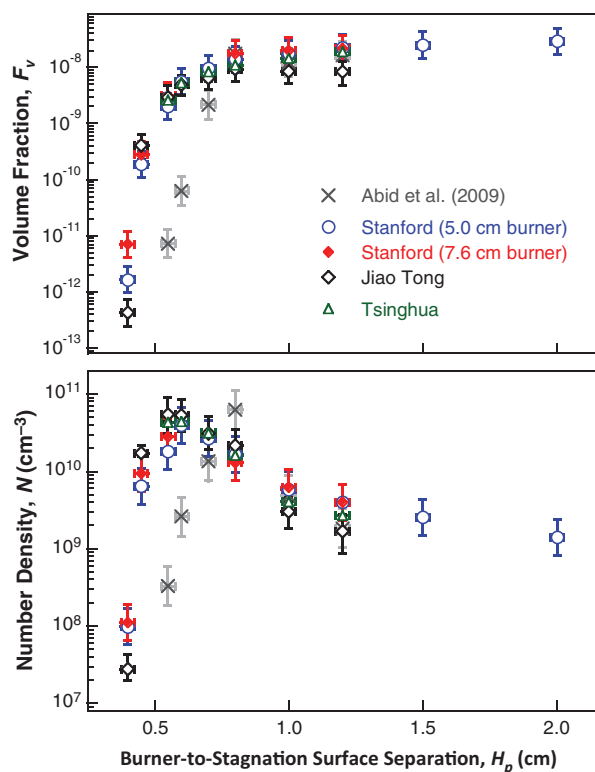 Volume Fraction, Fᵥ
10⁻⁸
10⁻⁹
10⁻¹⁰
10⁻¹¹
10⁻¹²
10⁻¹³
Abid et al. (2009)
Stanford (5.0 cm burner)
Stanford (7.6 cm burner)
Jiao Tong
Tsinghua
Number Density, N (cm⁻³)
10¹¹
10¹⁰
10⁹
10⁸
10⁷
0.5 1.0 1.5 2.0
Burner-to-Stagnation Surface Separation, Hₚ (cm)